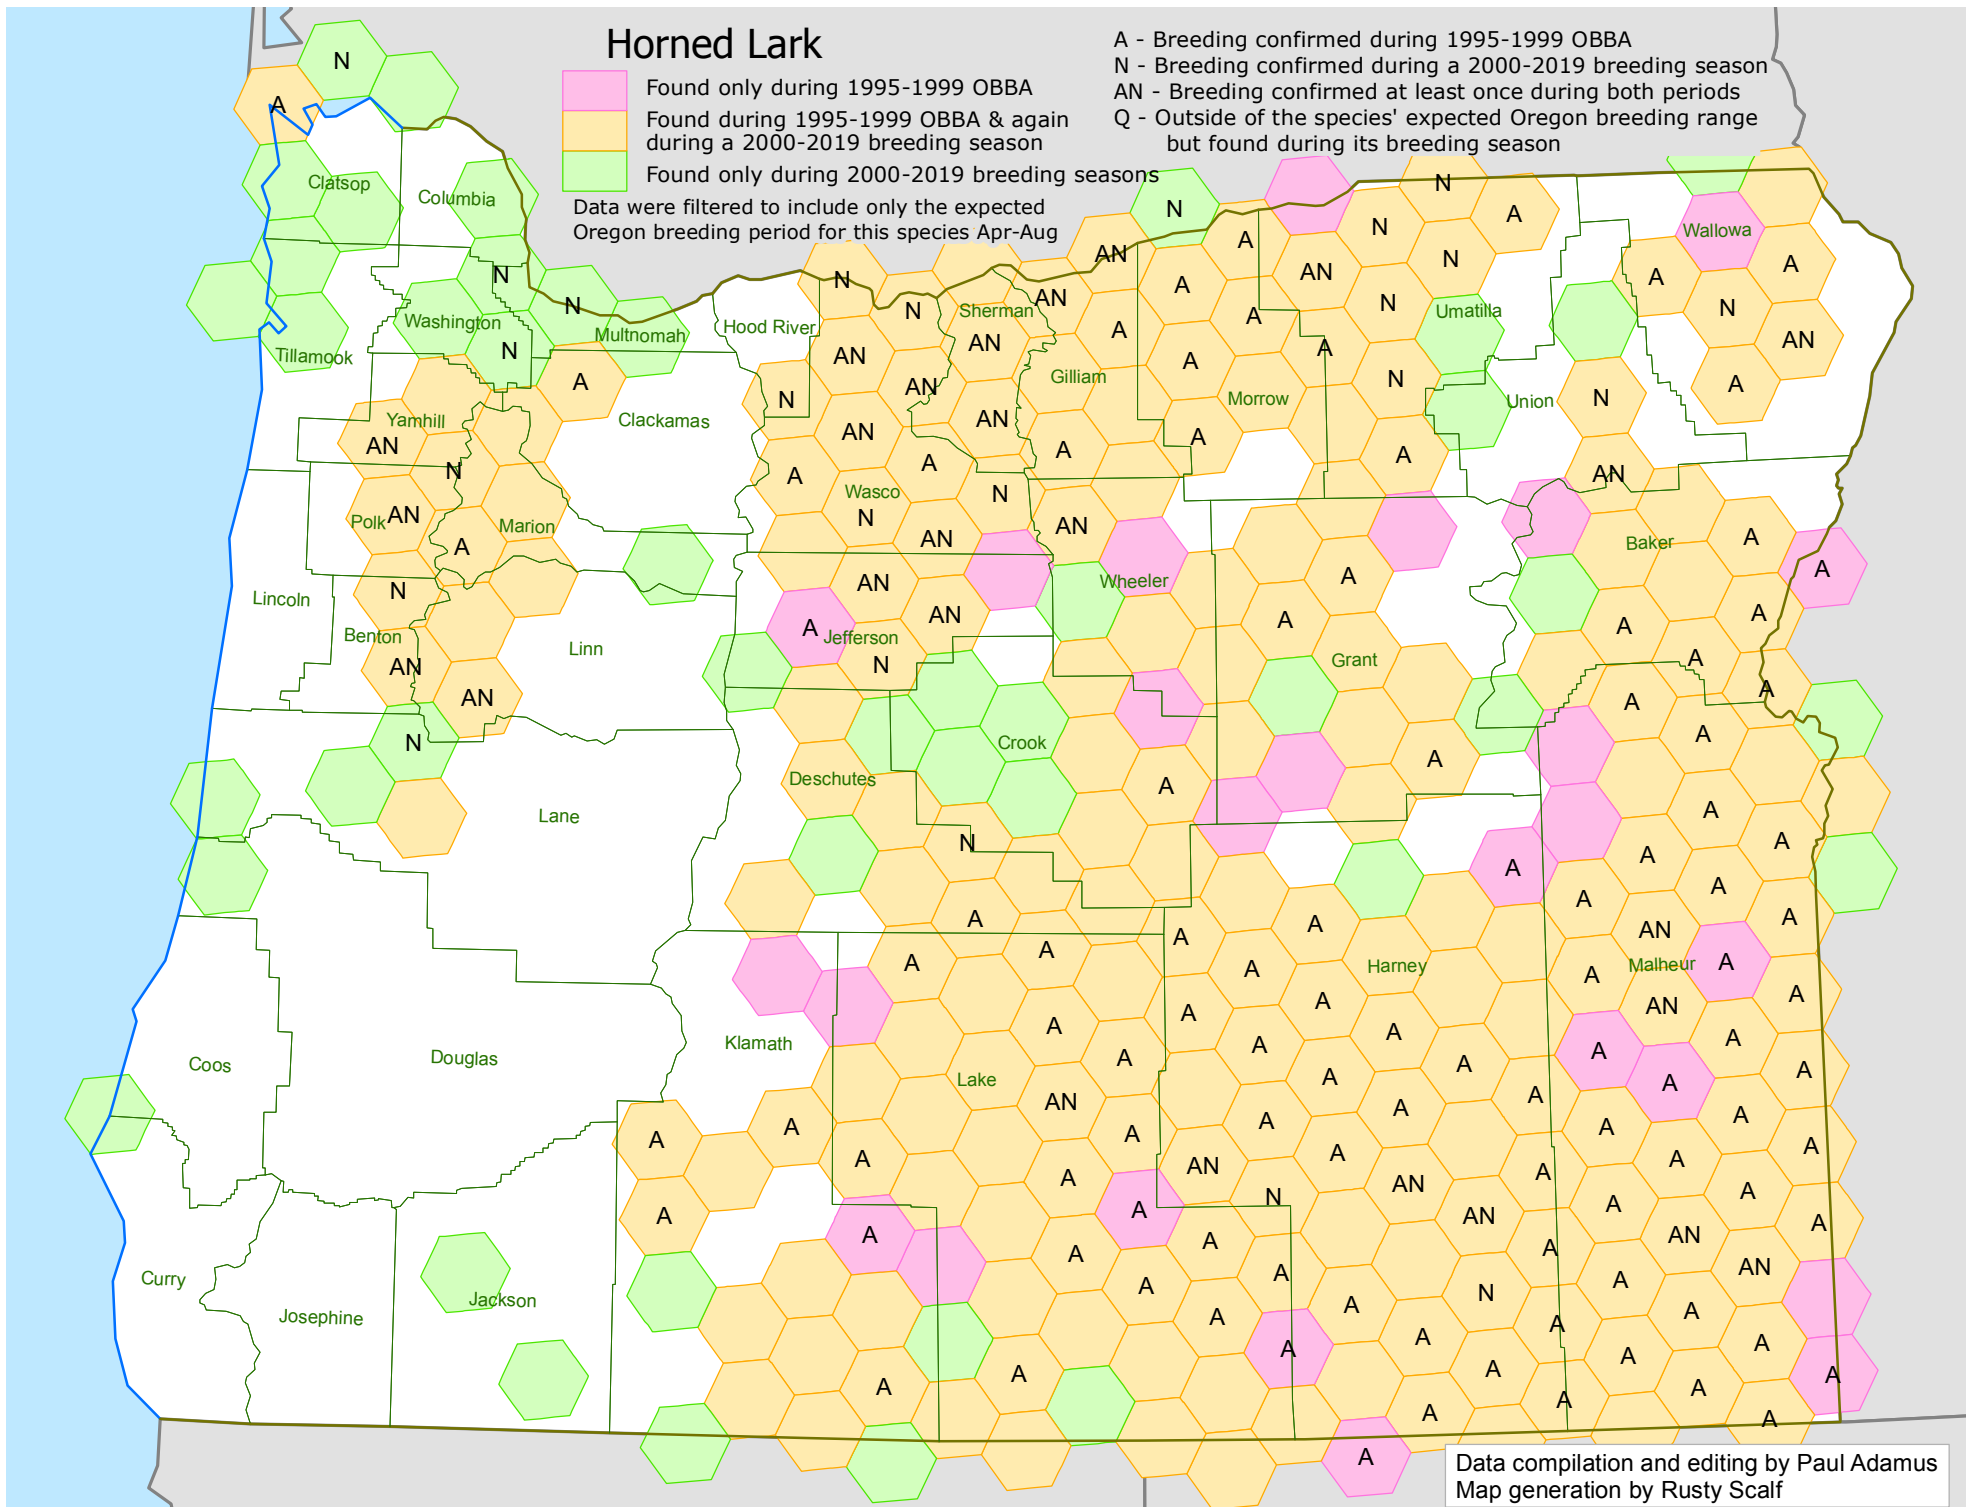 Horned Lark
Found only during 1995-1999 OBBA
Found during 1995-1999 OBBA & again
during a 2000-2019 breeding season
Found only during 2000-2019 breeding seasons
Data were filtered to include only the expected
Oregon breeding period for this species Apr-Aug
A - Breeding confirmed during 1995-1999 OBBA
N - Breeding confirmed during a 2000-2019 breeding season
AN - Breeding confirmed at least once during both periods
Q - Outside of the species' expected Oregon breeding range
but found during its breeding season
Clatsop
Columbia
Tillamook
Washington
Multnomah
Hood River
Sherman
Gilliam
Morrow
Umatilla
Union
Wallowa
Yamhill
Clackamas
Wasco
Polk
Marion
Lincoln
Benton
Linn
Jefferson
Wheeler
Grant
Baker
Crook
Deschutes
Lane
Harney
Malheur
Klamath
Lake
Coos
Douglas
Curry
Josephine
Jackson
Data compilation and editing by Paul Adamus
Map generation by Rusty Scalf